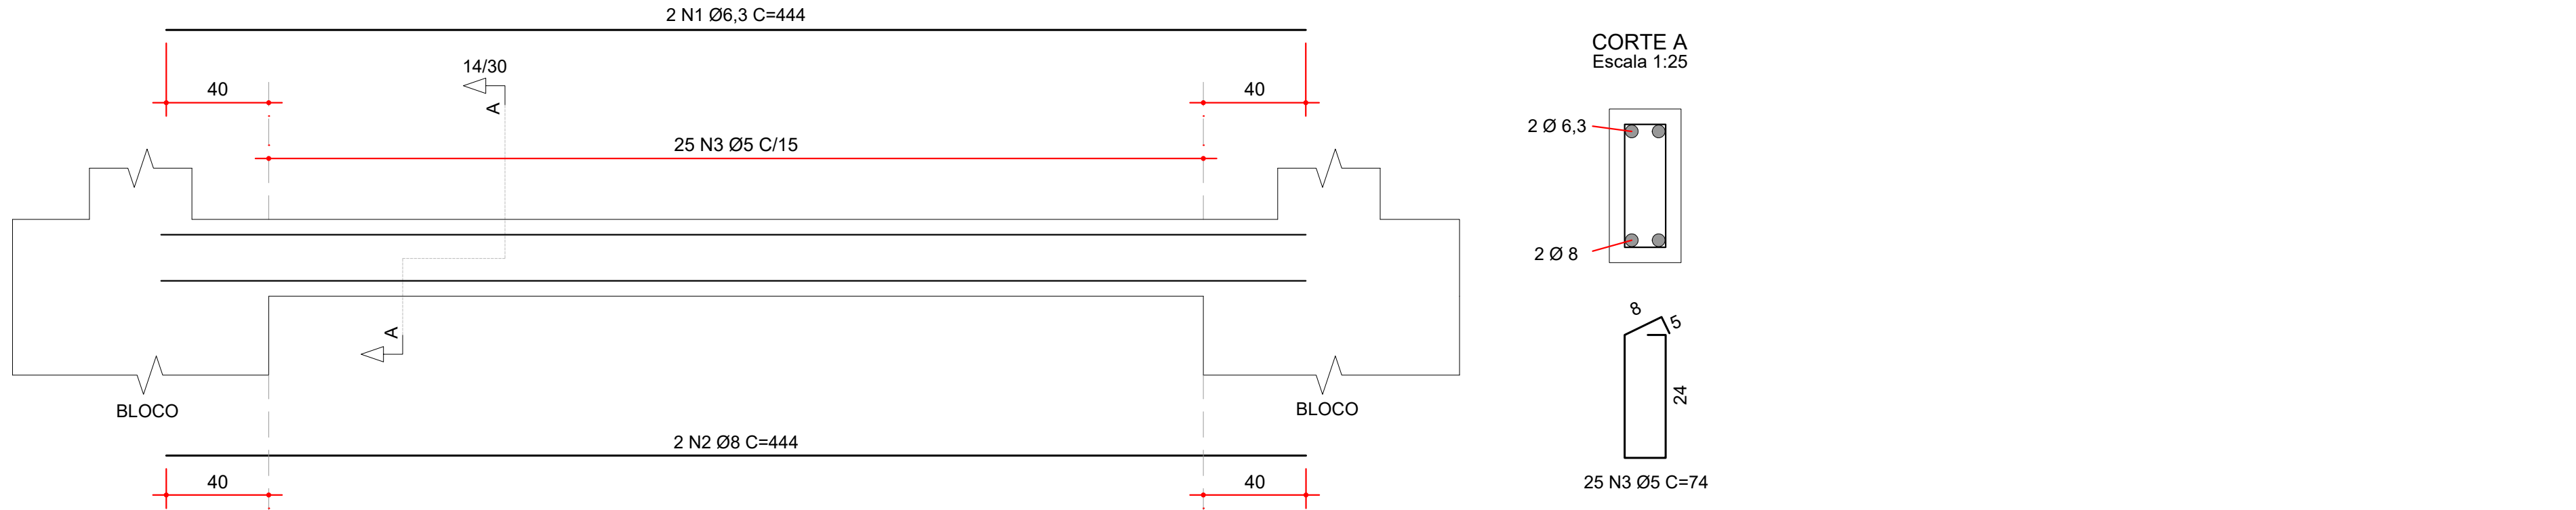 2 N1 Ø6,3 C=444
CORTE A
Escala 1:25
14/30
40
A
40
2 Ø 6,3
25 N3 Ø5 C/15
2 Ø 8
8
5
A
24
BLOCO
BLOCO
2 N2 Ø8 C=444
40
40
25 N3 Ø5 C=74